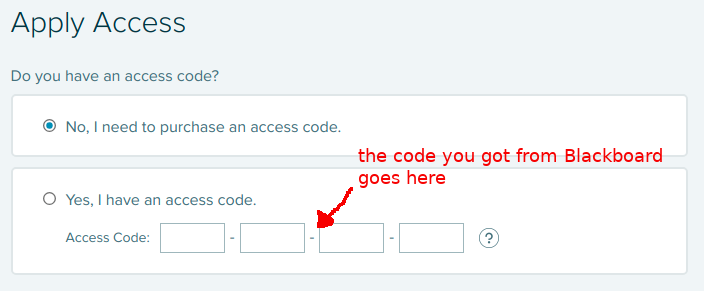 Apply Access
Do you have an access code?
No, I need to purchase an access code.
the code you got from Blackboard
goes here
Yes, I have an access code.
Access Code: - - - ?